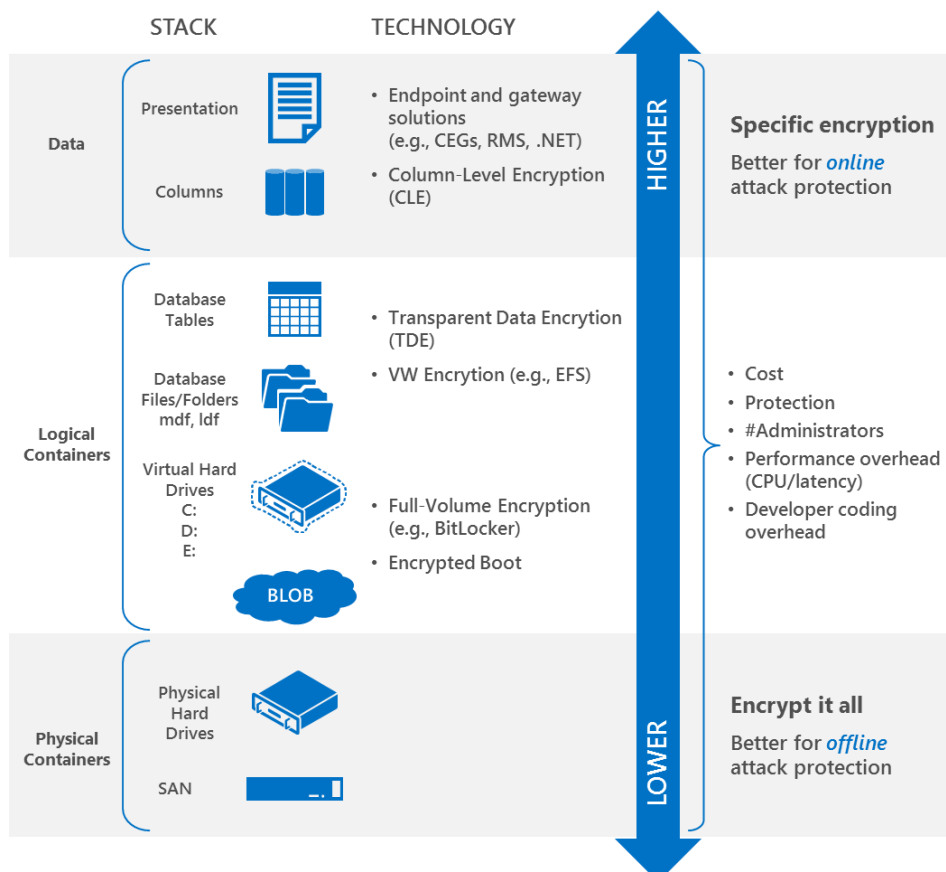 STACK
TECHNOLOGY
Data
Presentation
• Endpoint and gateway
solutions
(e.g., CEGs, RMS, .NET)
Columns
• Column-Level Encryption
(CLE)
HIGHER
Specific encryption
Better for online
attack protection
Logical
Containers
Database
Tables
• Transparent Data Encrytion
(TDE)
Database
Files/Folders
mdf, ldf
• VW Encrytion (e.g., EFS)
Virtual Hard
Drives
C:
D:
E:
• Full-Volume Encryption
(e.g., BitLocker)
• Encrypted Boot
BLOB
• Cost
• Protection
• #Administrators
• Performance overhead
(CPU/latency)
• Developer coding
overhead
Physical
Containers
Physical
Hard
Drives
SAN
LOWER
Encrypt it all
Better for offline
attack protection